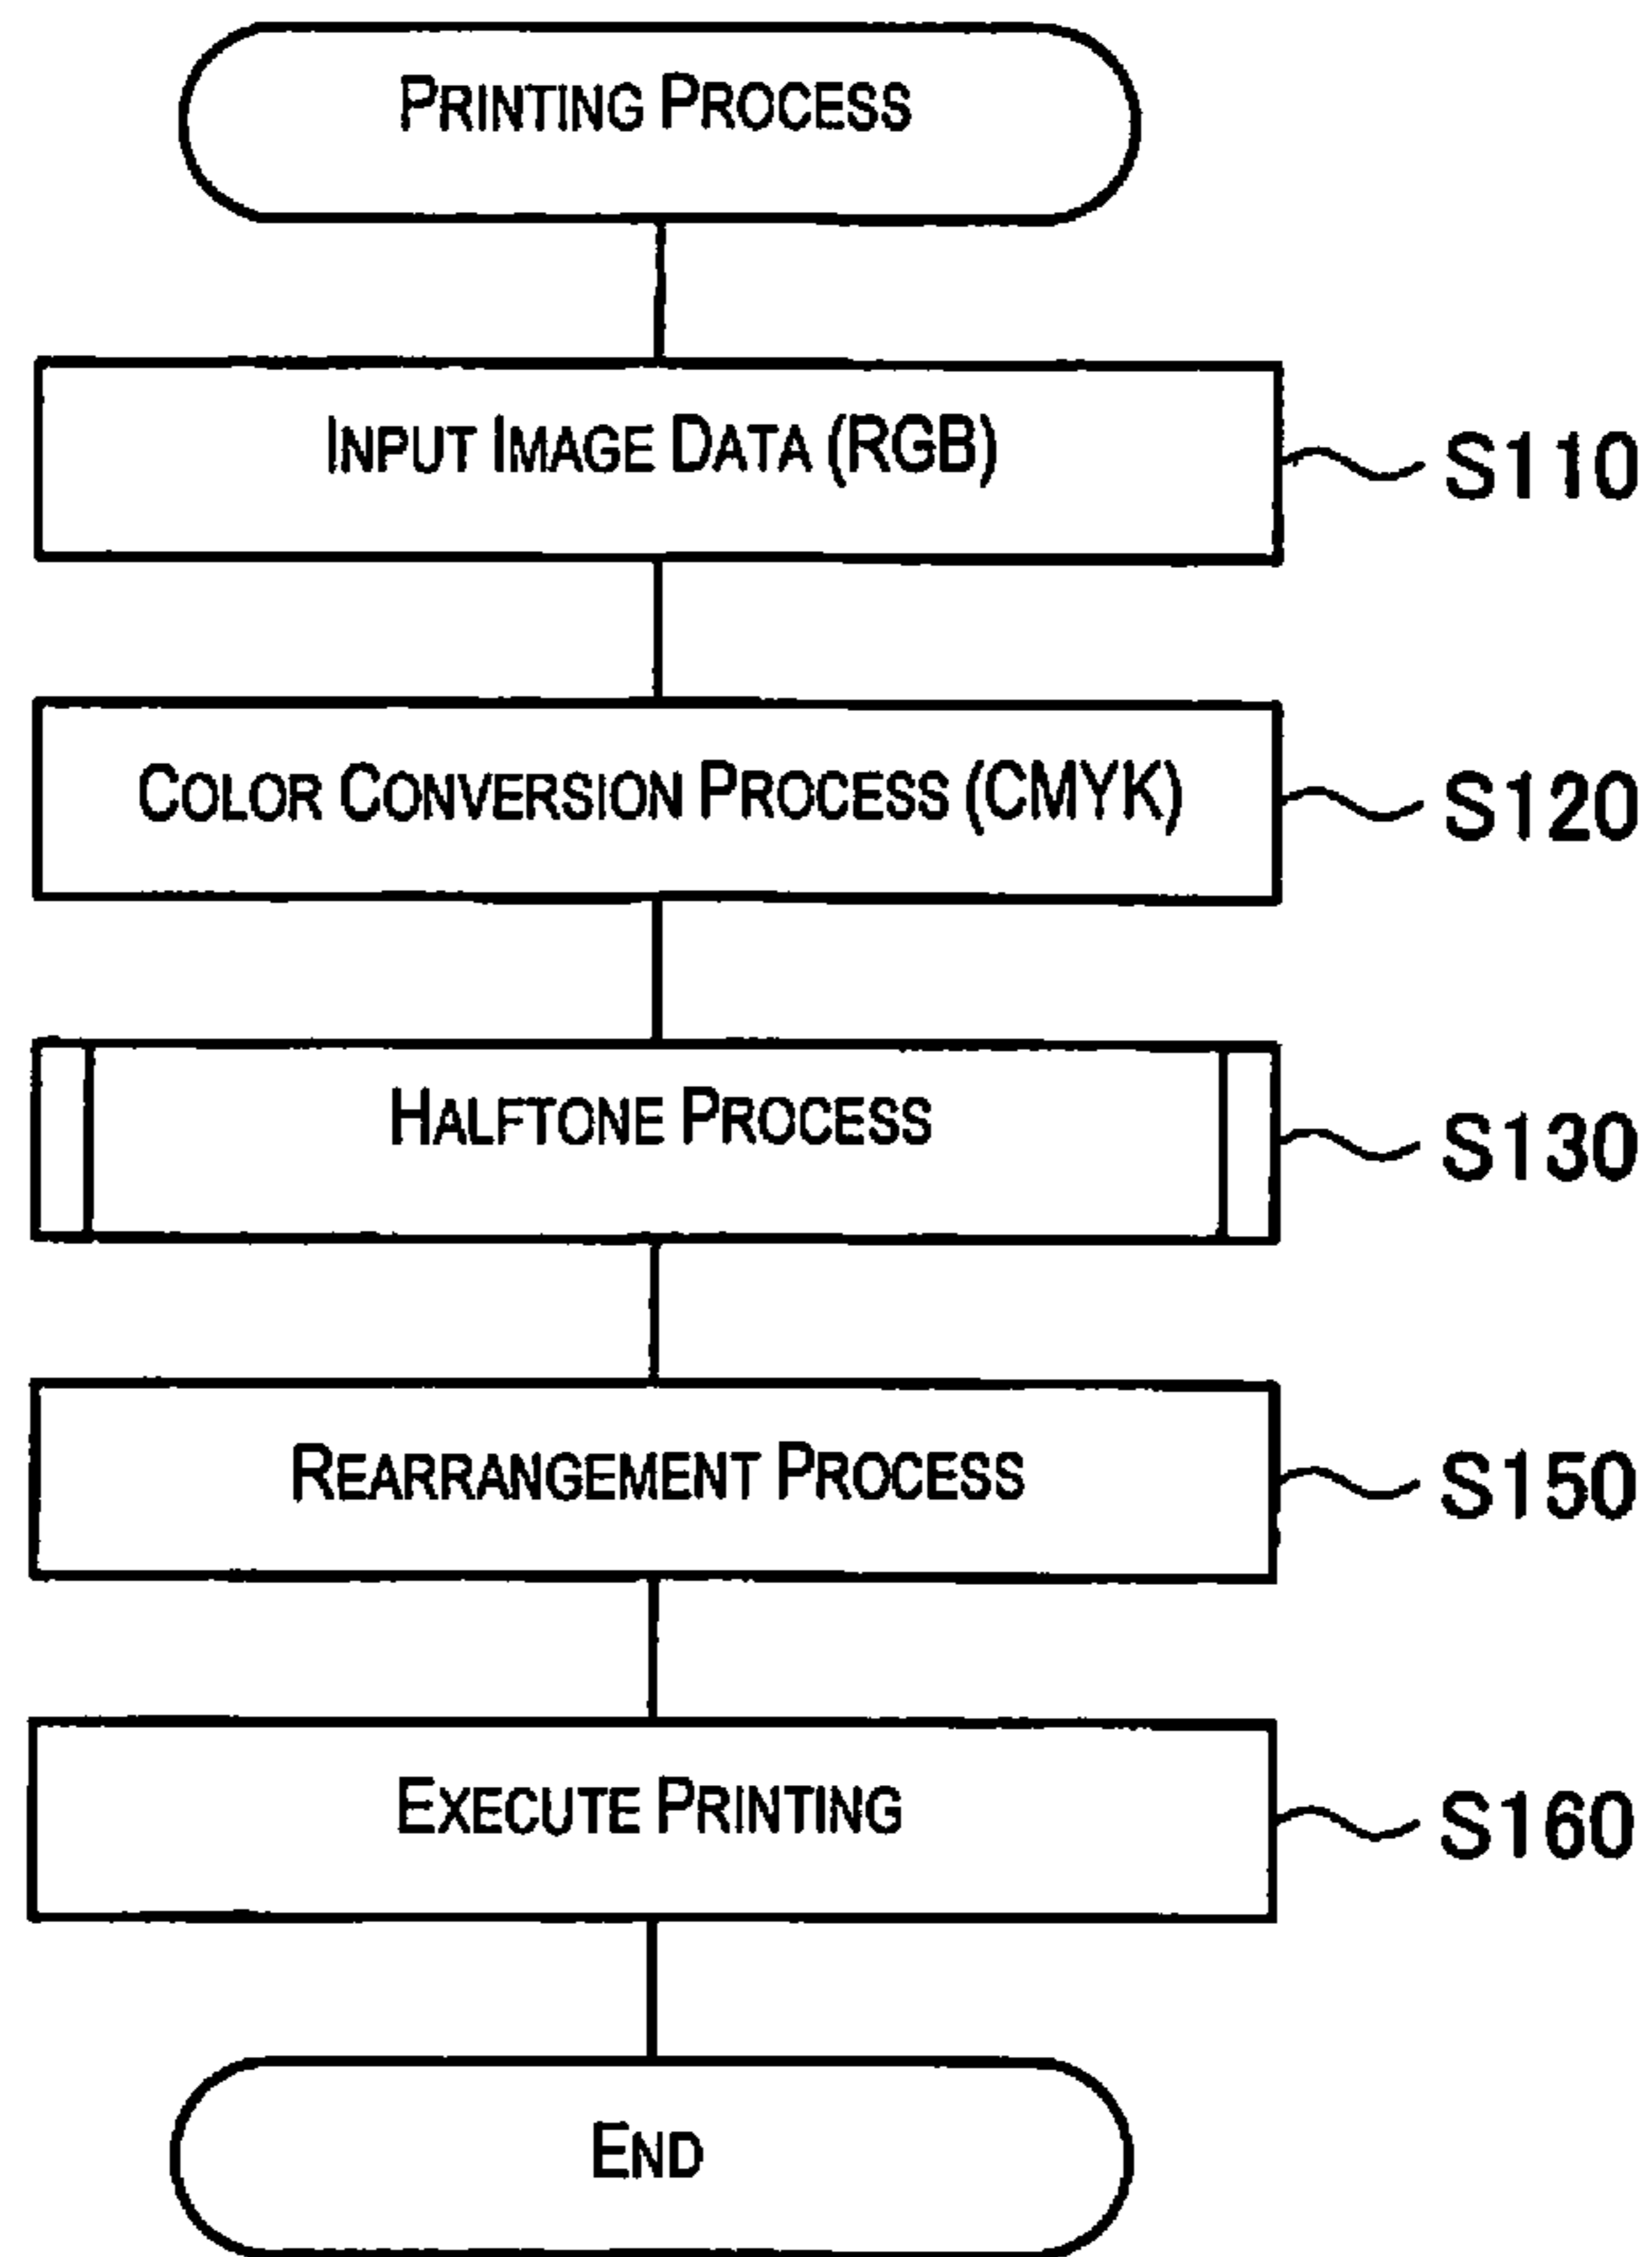 PRINTING PROCESS
INPUT IMAGE DATA (RGB)
S110
COLOR CONVERSION PROCESS (CMYK)
S120
HALFTONE PROCESS
S130
REARRANGEMENT PROCESS
S150
EXECUTE PRINTING
S160
END